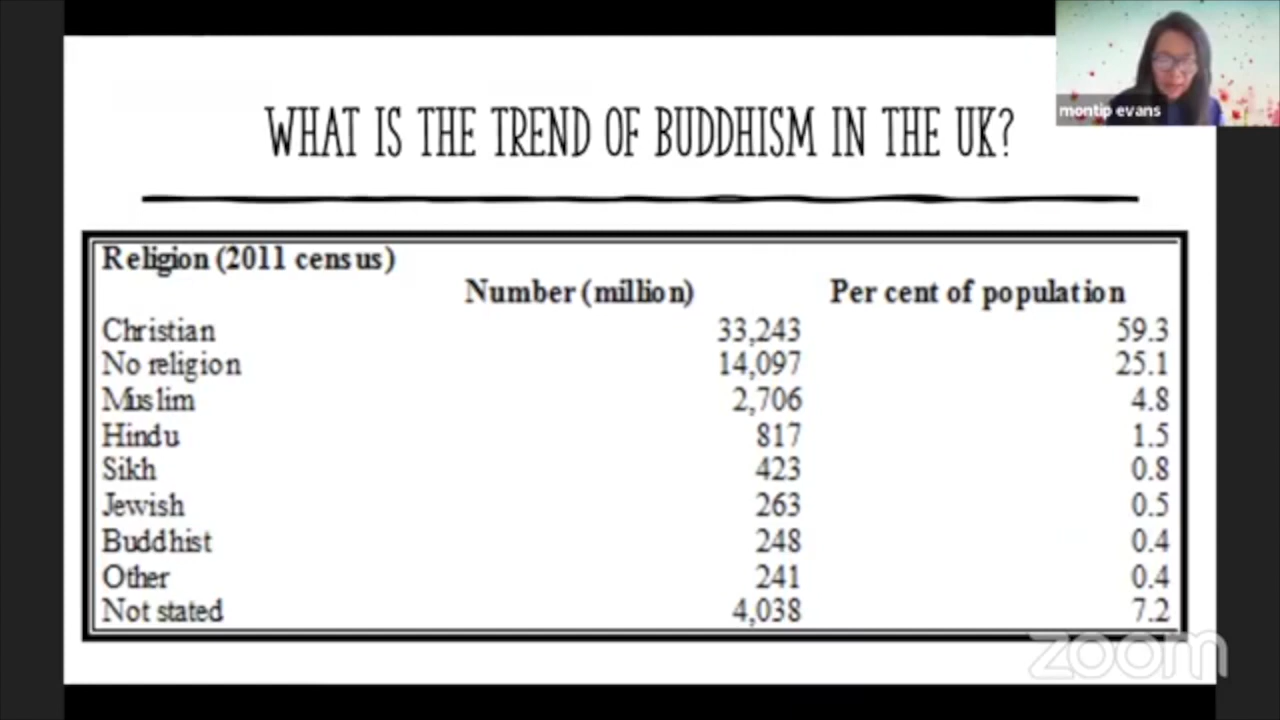 WHAT IS THE TREND OF BUDDHISM IN THE UK?
montip evans
Religion (2011 census)
Number (million) Per cent of population
Christian 33,243 59.3
No religion 14,097 25.1
Muslim 2,706 4.8
Hindu 817 1.5
Sikh 423 0.8
Jewish 263 0.5
Buddhist 248 0.4
Other 241 0.4
Not stated 4,038 7.2
zoom